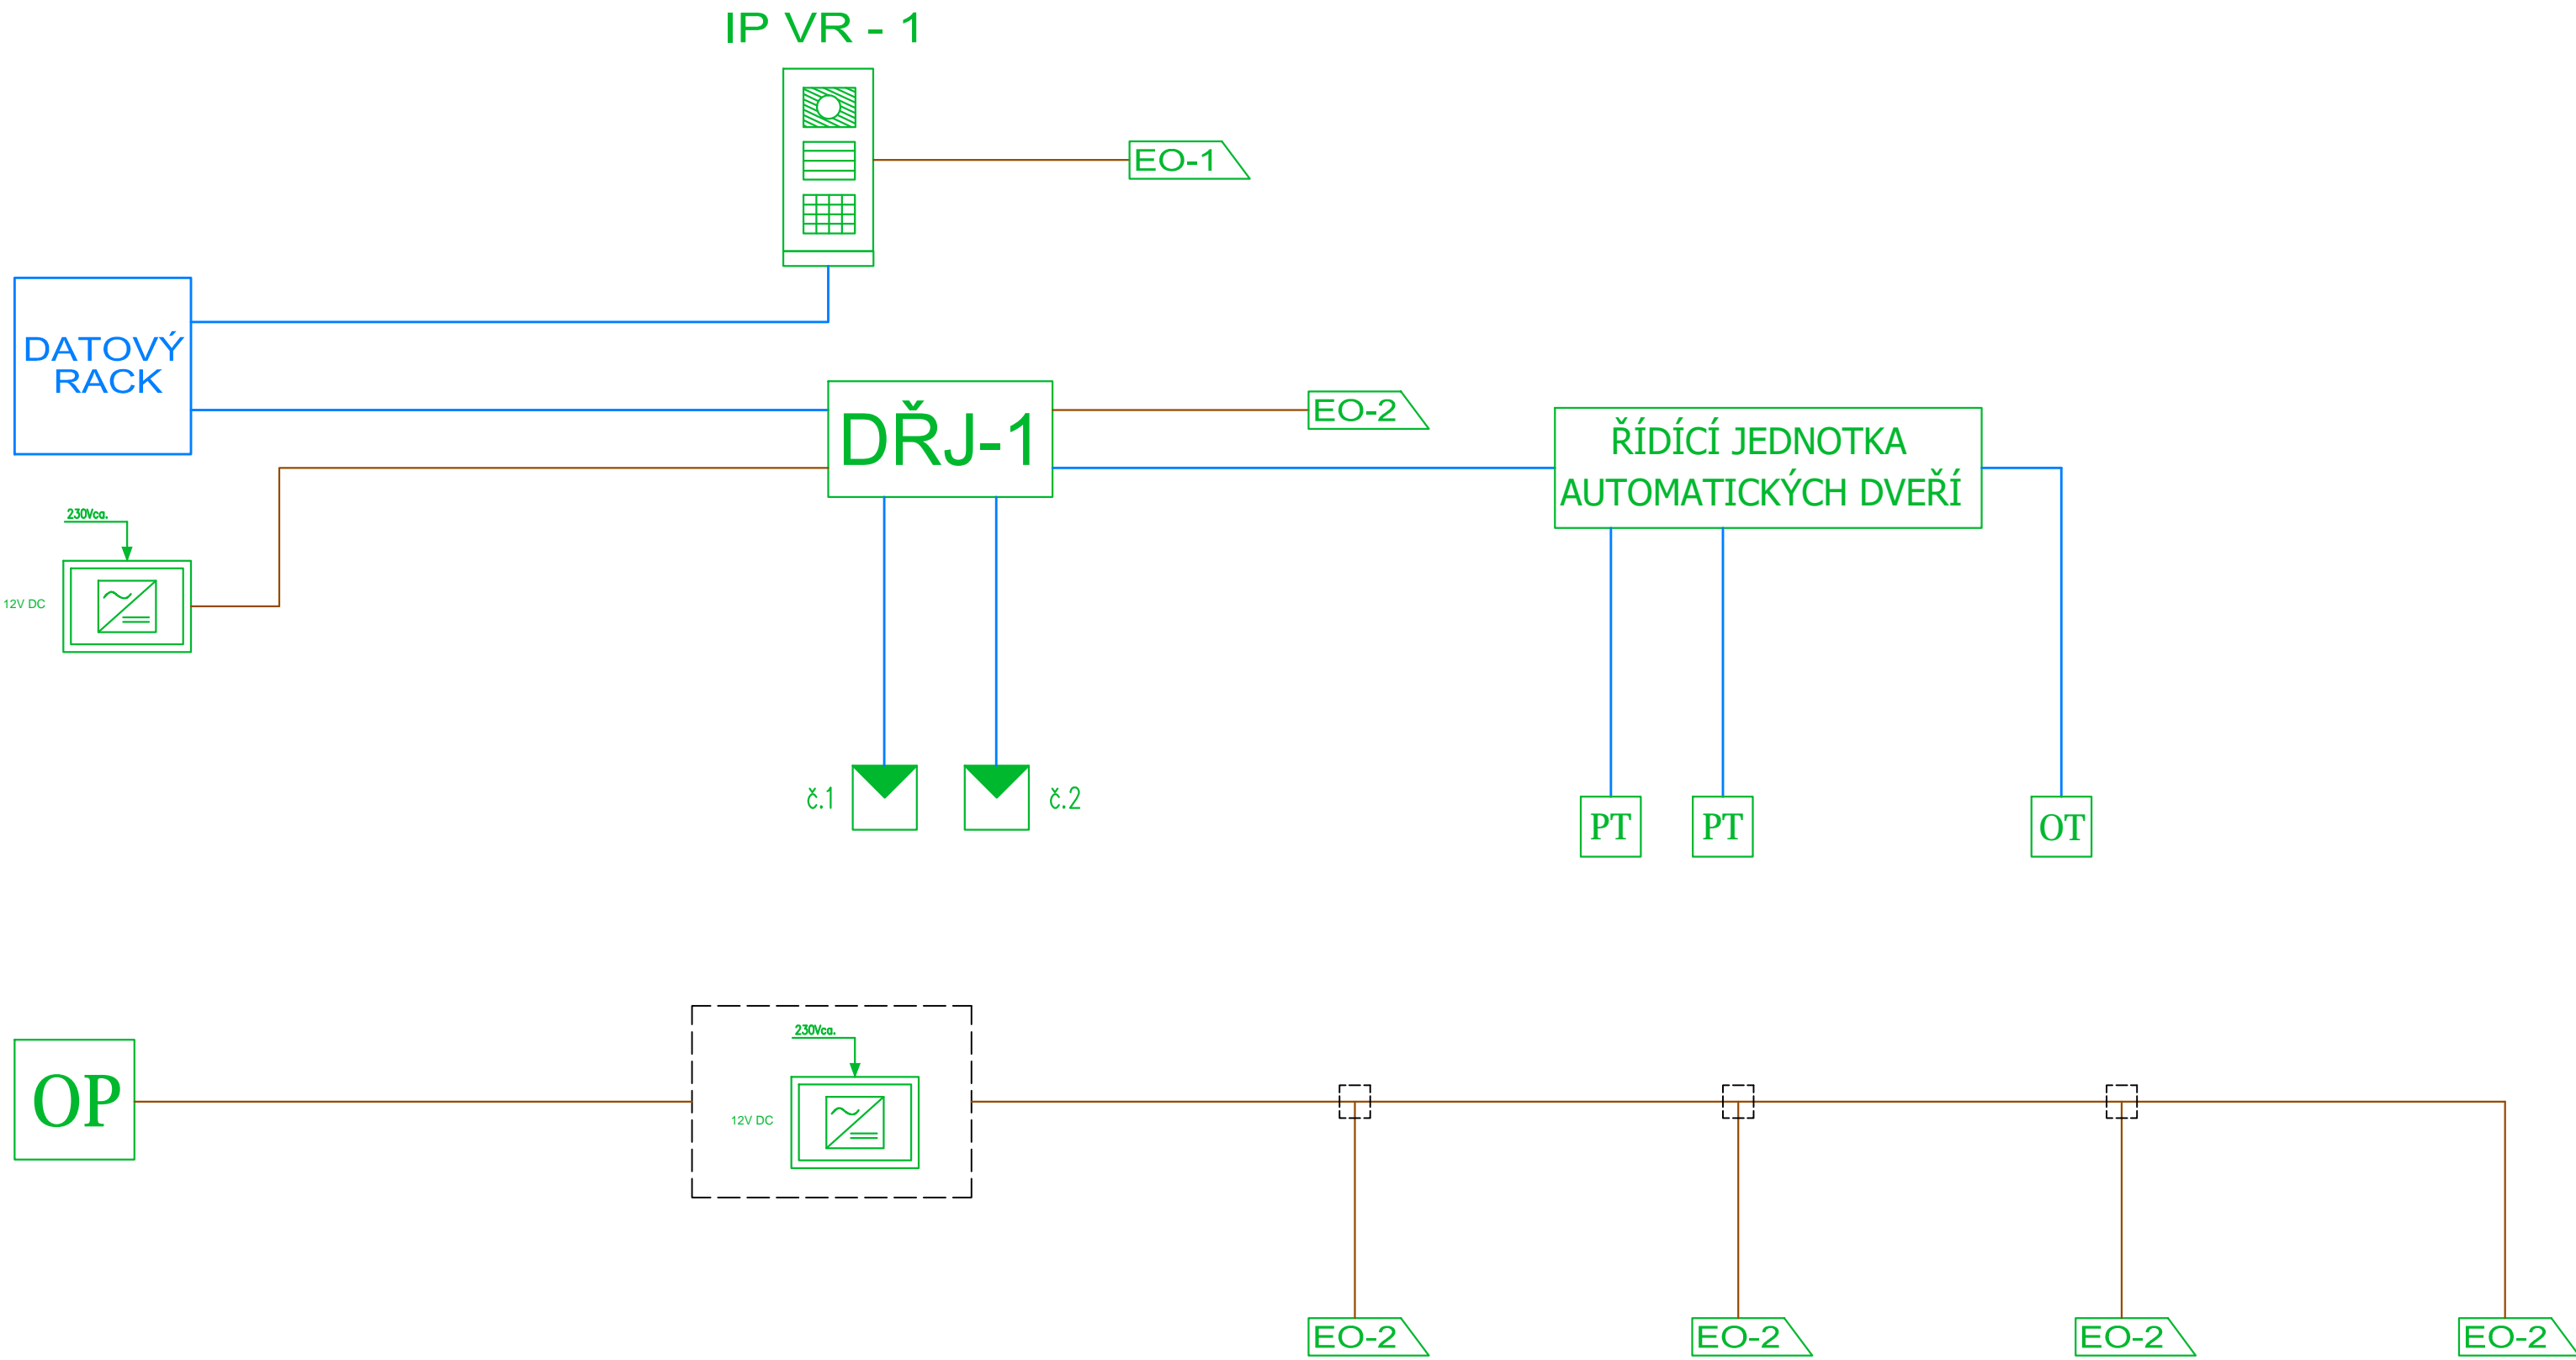 IP VR - 1
EO-1
DATOVÝ
RACK
DŘJ-1
EO-2
ŘÍDÍCÍ JEDNOTKA
AUTOMATICKÝCH DVEŘÍ
230Vca.
12V DC
č.1
č.2
PT
PT
OT
OP
230Vca.
12V DC
EO-2
EO-2
EO-2
EO-2